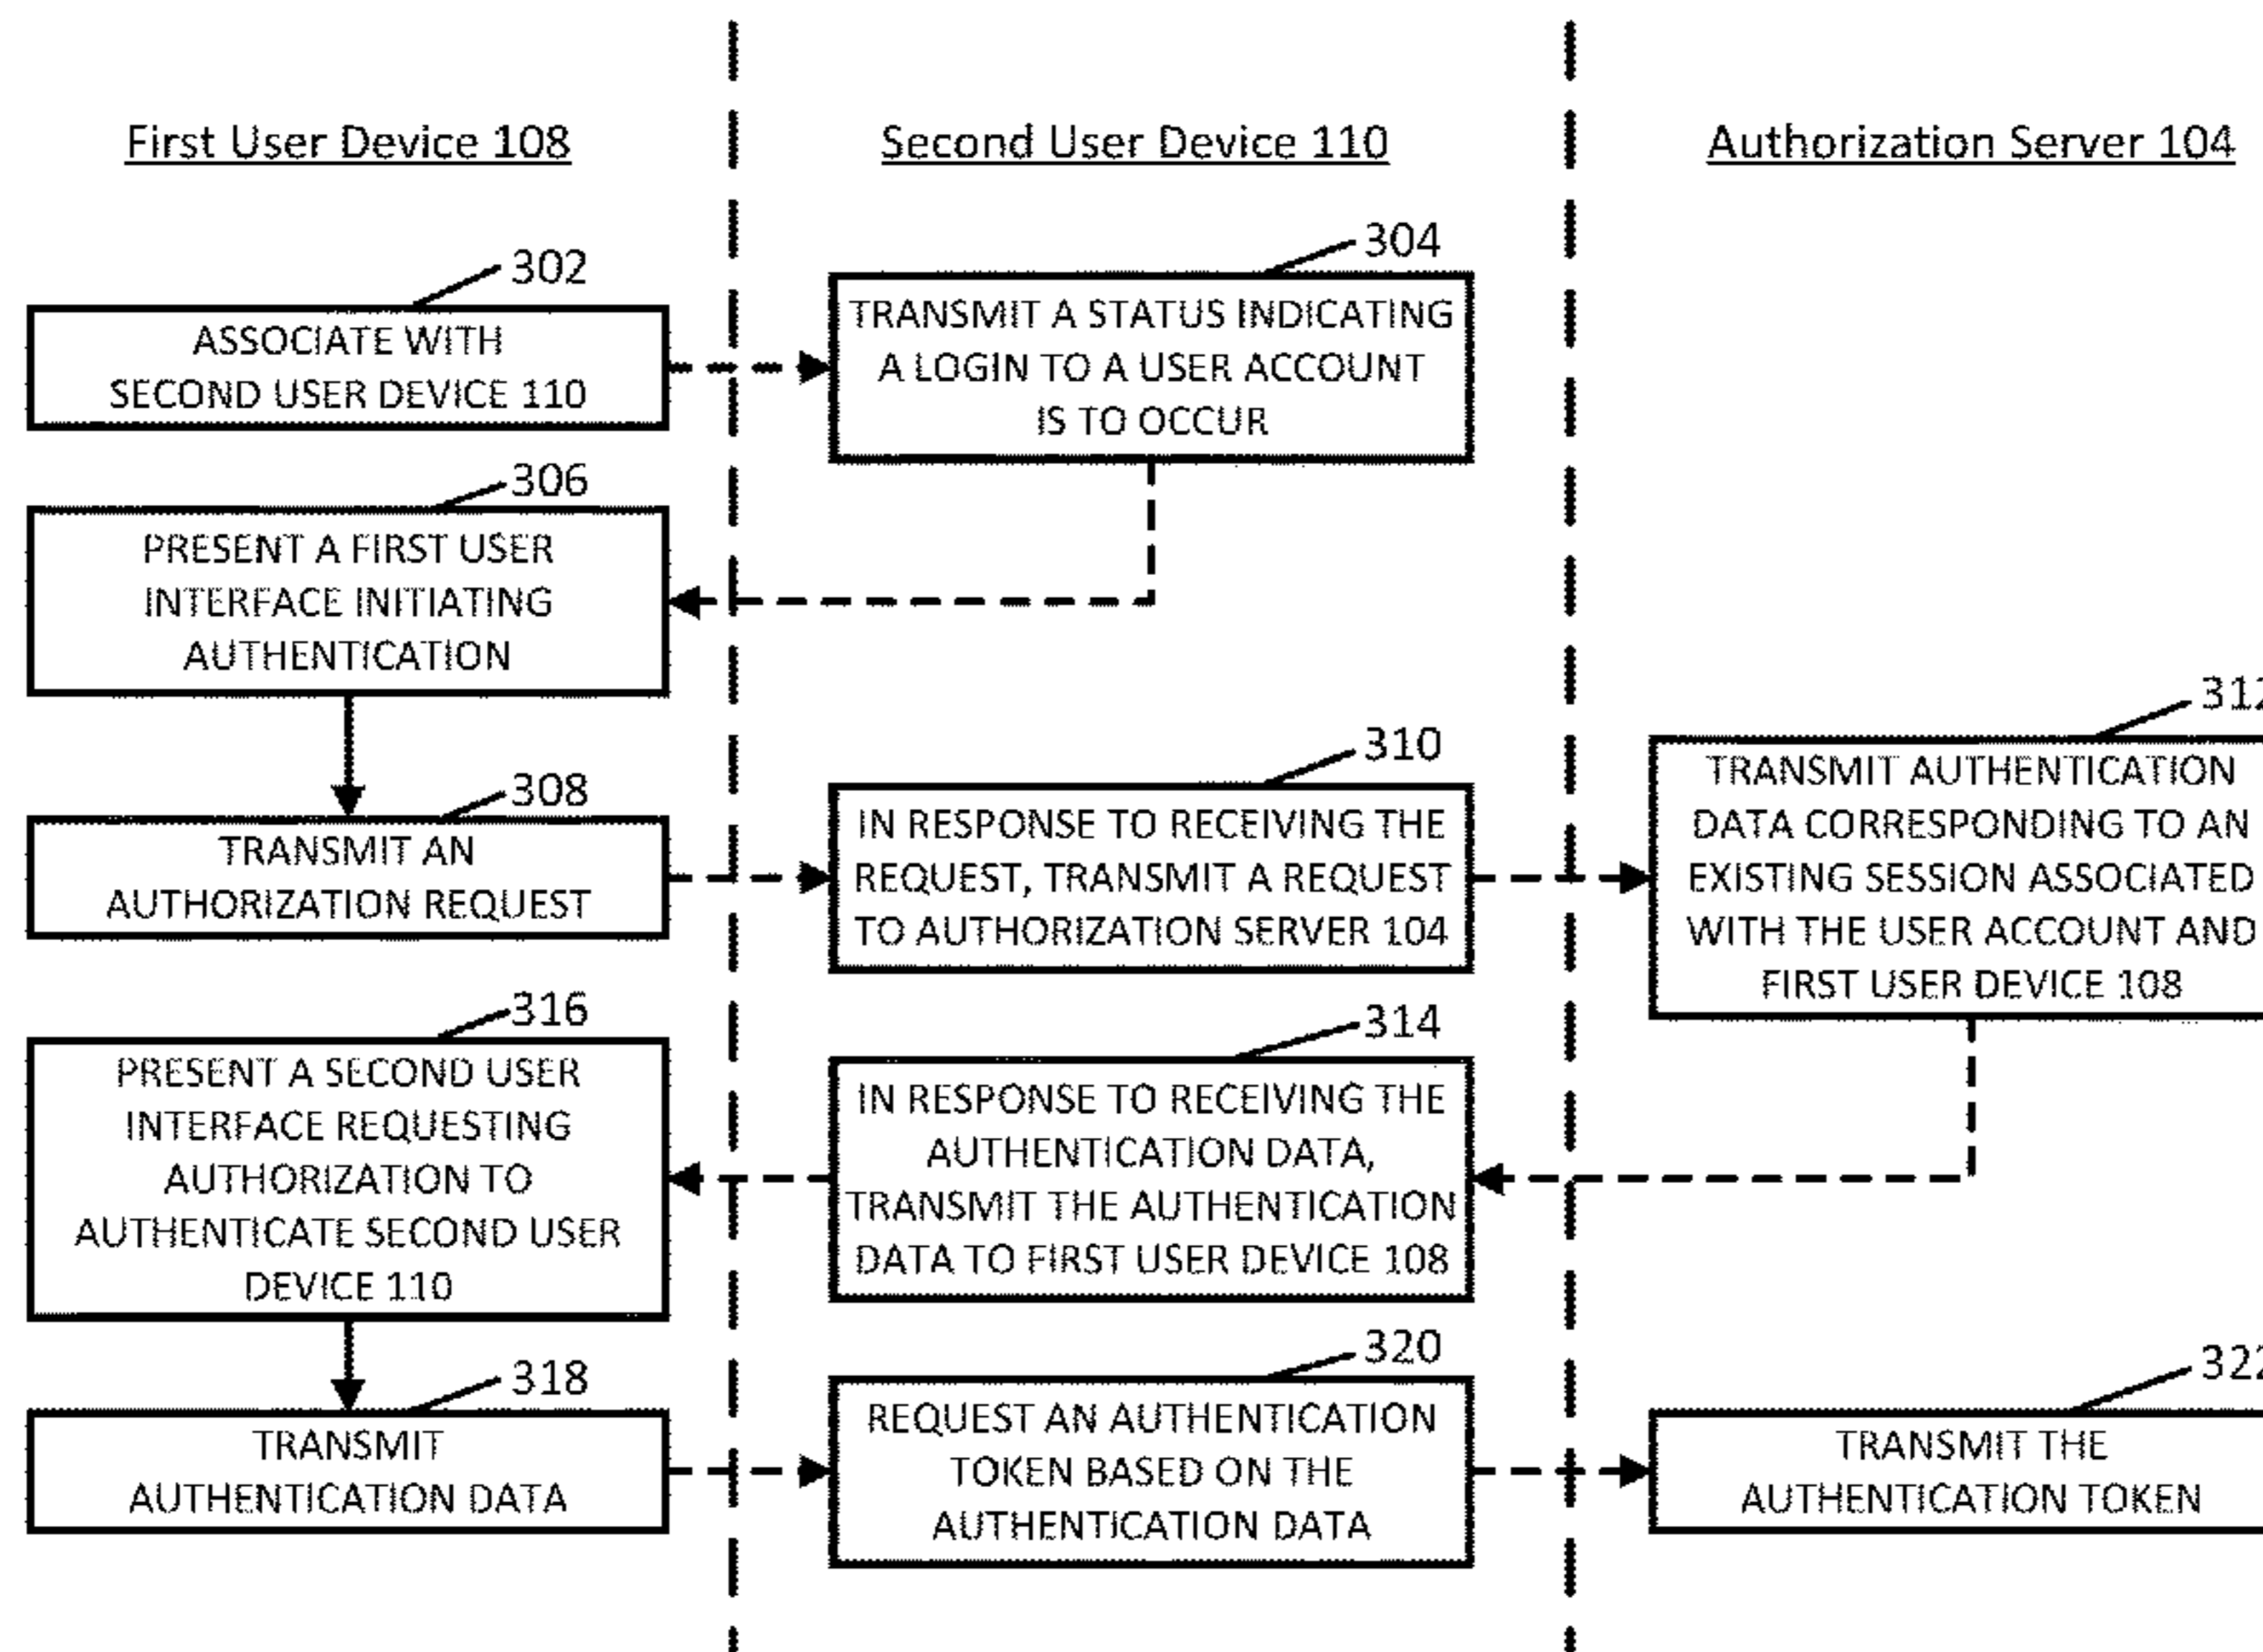 First User Device 108
Second User Device 110
Authorization Server 104
302
ASSOCIATE WITH
SECOND USER DEVICE 110
304
TRANSMIT A STATUS INDICATING
A LOGIN TO A USER ACCOUNT
IS TO OCCUR
306
PRESENT A FIRST USER
INTERFACE INITIATING
AUTHENTICATION
308
TRANSMIT AN
AUTHORIZATION REQUEST
310
IN RESPONSE TO RECEIVING THE
REQUEST, TRANSMIT A REQUEST
TO AUTHORIZATION SERVER 104
312
TRANSMIT AUTHENTICATION
DATA CORRESPONDING TO AN
EXISTING SESSION ASSOCIATED
WITH THE USER ACCOUNT AND
FIRST USER DEVICE 108
314
IN RESPONSE TO RECEIVING THE
AUTHENTICATION DATA,
TRANSMIT THE AUTHENTICATION
DATA TO FIRST USER DEVICE 108
316
PRESENT A SECOND USER
INTERFACE REQUESTING
AUTHORIZATION TO
AUTHENTICATE SECOND USER
DEVICE 110
318
TRANSMIT
AUTHENTICATION DATA
320
REQUEST AN AUTHENTICATION
TOKEN BASED ON THE
AUTHENTICATION DATA
322
TRANSMIT THE
AUTHENTICATION TOKEN